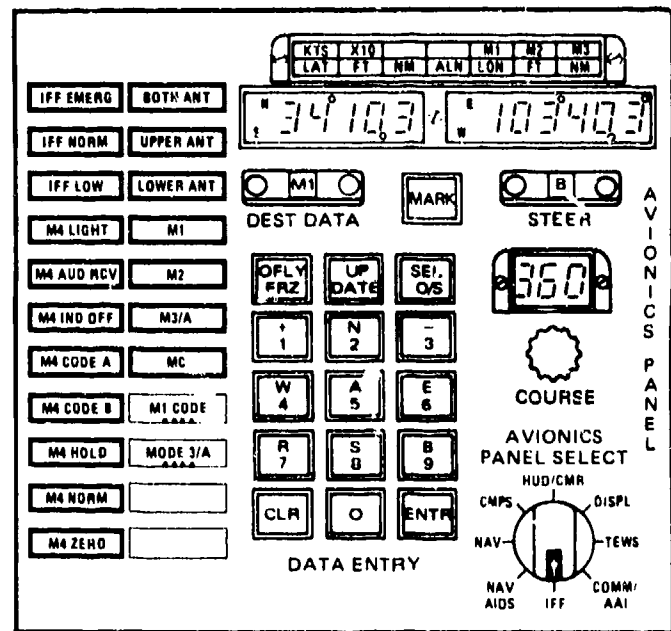 KTS X10 M1 M2 M3
LAT FT NM ALN LON FT NM
N 34°10.3 E 103°40.3
S W
IFF EMERG BOTH ANT
IFF NORM UPPER ANT
IFF LOW LOWER ANT
M4 LIGHT M1
M4 AUD RCV M2
M4 IND OFF M3/A
M4 CODE A MC
M4 CODE B M1 CODE
M4 HOLD MODE 3/A
M4 NORM
M4 ZERO
M1
DEST DATA
MARK
B
STEER
OFLY FRZ
UP DATE
SEL O/S
+ 1
N 2
− 3
W 4
A 5
E 6
R 7
S 8
B 9
CLR
O
ENTR
DATA ENTRY
360
COURSE
AVIONICS
PANEL SELECT
HUD/CMR
CMPS DISPL
NAV TEWS
NAV AIDS IFF COMM/ AAI
AVIONICS PANEL